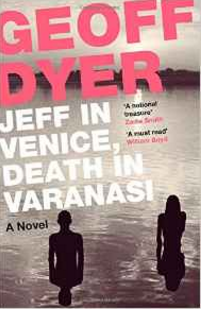 GEOFF
DYER
JEFF IN
VENICE,
DEATH IN
VARANASI
'A national
treasure'
Zadie Smith
'A must read'
William Boyd
A Novel